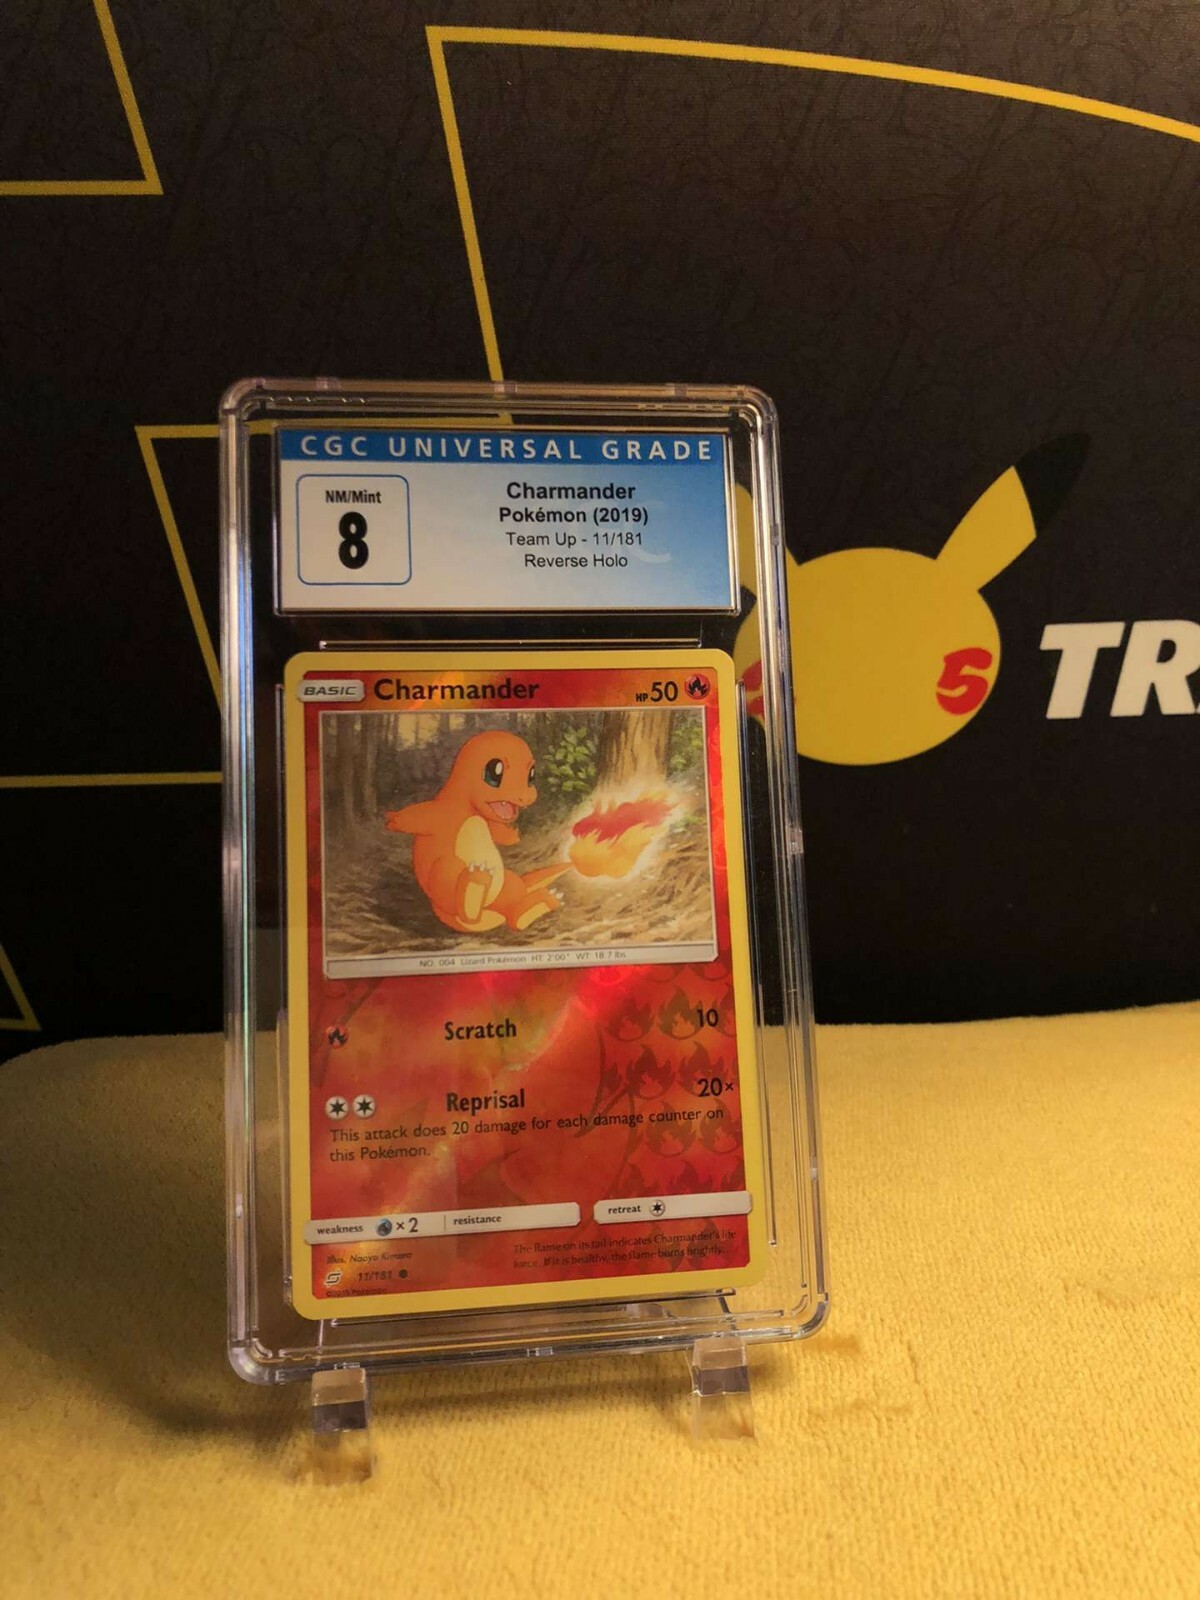 CGC UNIVERSAL GRADE
NM/Mint
8
Charmander
Pokémon (2019)
Team Up - 11/181
Reverse Holo
BASIC Charmander HP 50
NO. 004 Lizard Pokémon HT: 2'00" WT: 18.7 lbs.
Scratch 10
Reprisal 20×
This attack does 20 damage for each damage counter on
this Pokémon.
weakness ×2 resistance retreat
Illus. Naoyo Kimura
The flame on its tail indicates Charmander's life
force. If it is healthy, the flame burns brightly.
11/181
5
TR